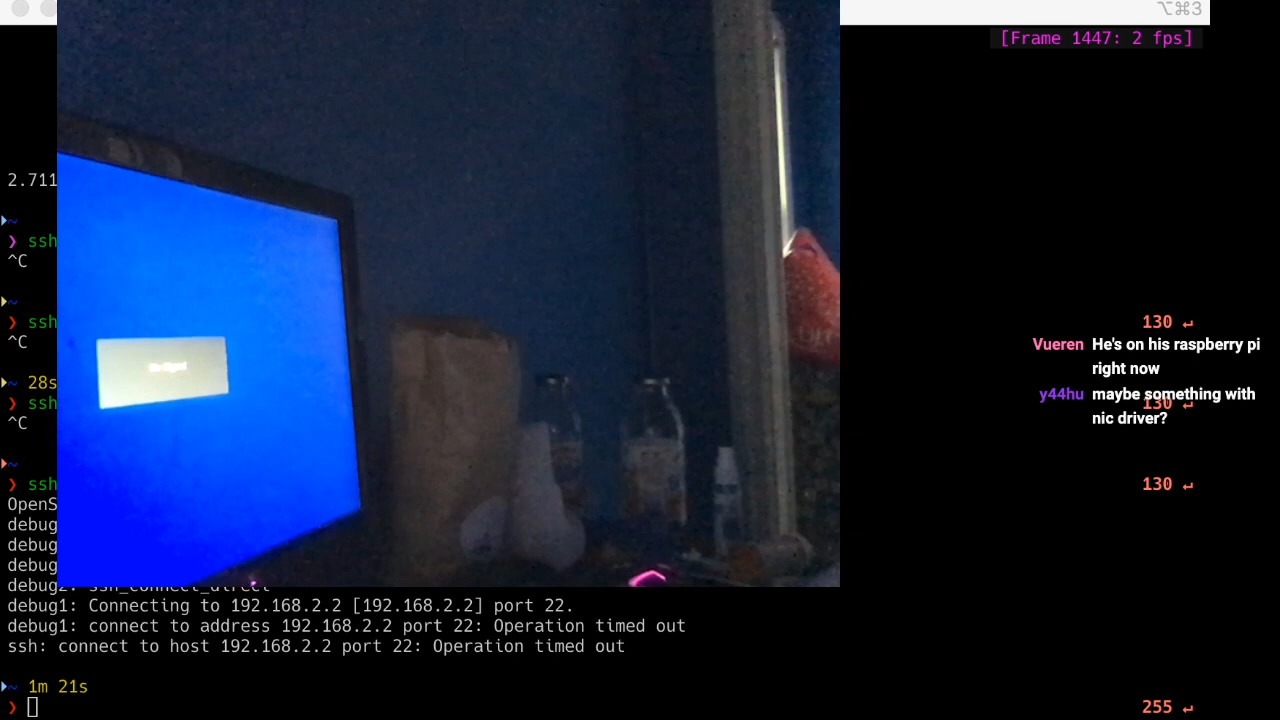 ⌥⌘3
[Frame 1447: 2 fps]
2.711
~
❯ ssh
^C
~
❯ ssh 130 ↵
^C
Vueren He's on his raspberry pi
right now
~ 28s
y44hu maybe something with
❯ ssh 130 ↵
nic driver?
^C
~
❯ ssh 130 ↵
OpenS
debug
debug
debug
debug2: ssh_connect_direct
debug1: Connecting to 192.168.2.2 [192.168.2.2] port 22.
debug1: connect to address 192.168.2.2 port 22: Operation timed out
ssh: connect to host 192.168.2.2 port 22: Operation timed out
~ 1m 21s
❯ 255 ↵